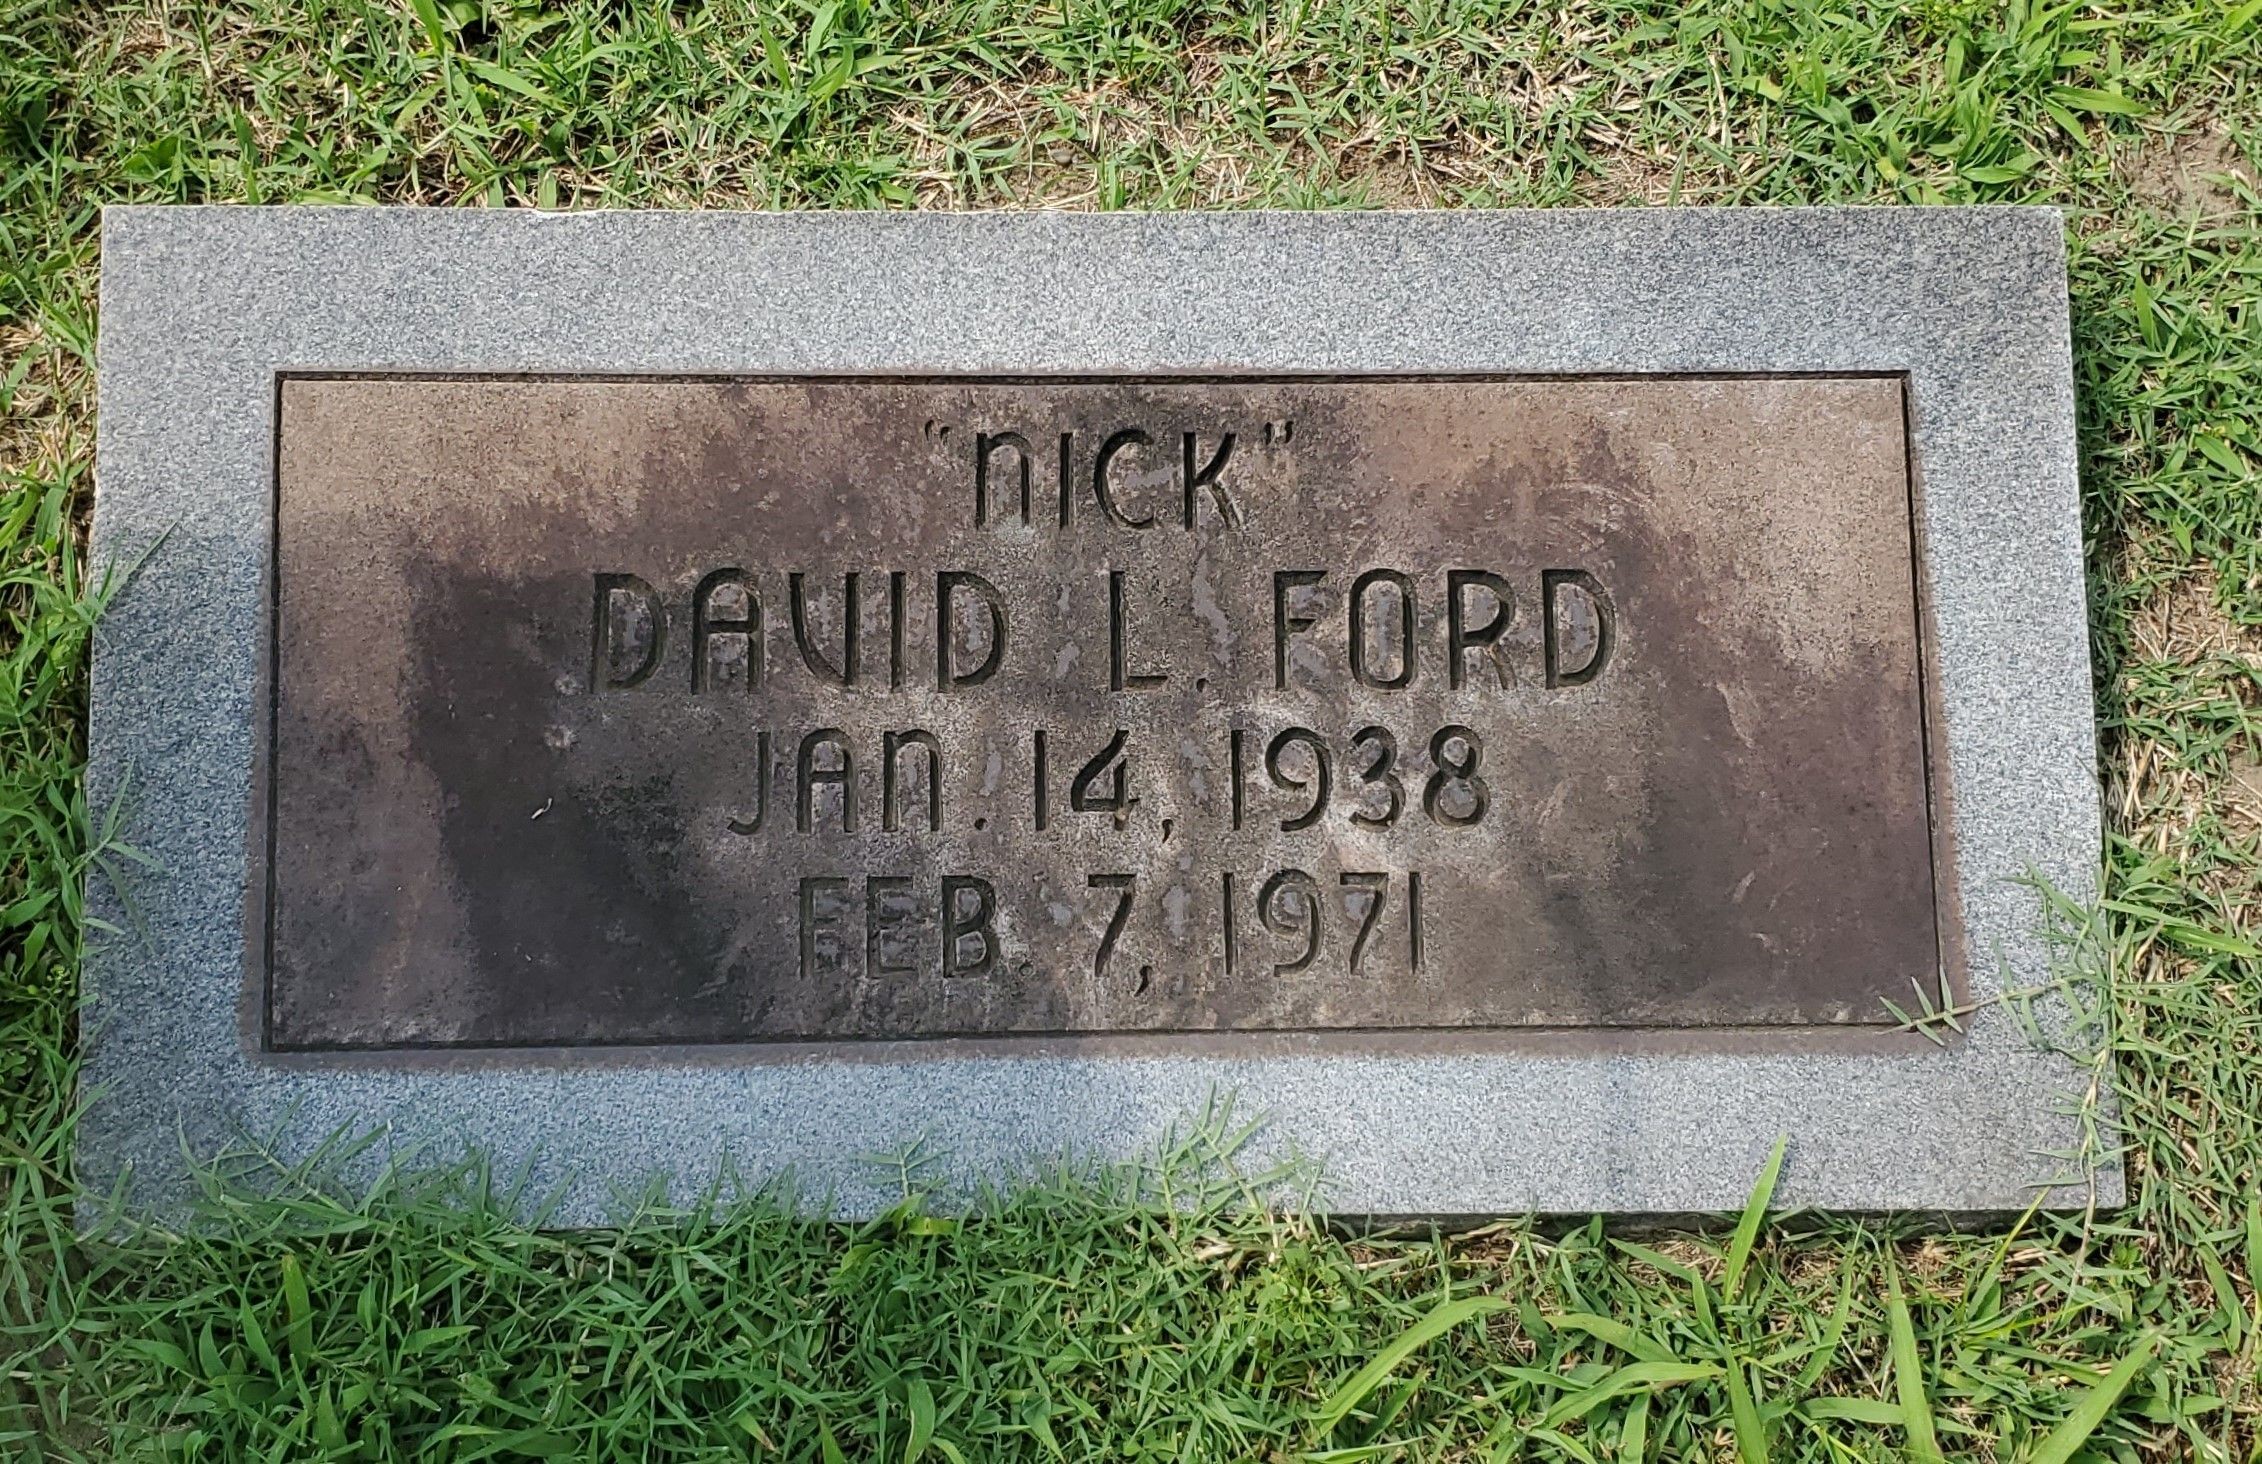 "NICK"
DAVID L. FORD
JAN. 14, 1938
FEB. 7, 1971